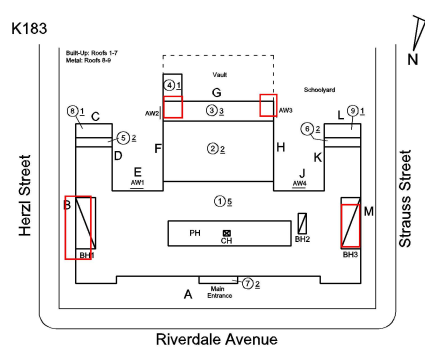 K183
N
Built-Up: Roofs 1-7
Metal: Roofs 8-9
Vault
Schoolyard
4 1
G
AW2
3 3
AW3
8 1
C
L
9 1
5 2
6 2
D
F
H
K
2 2
E
J
AW1
AW4
Herzl Street
Strauss Street
B
1 5
M
PH
CH
BH2
BH1
BH3
7 2
A
Main
Entrance
Riverdale Avenue